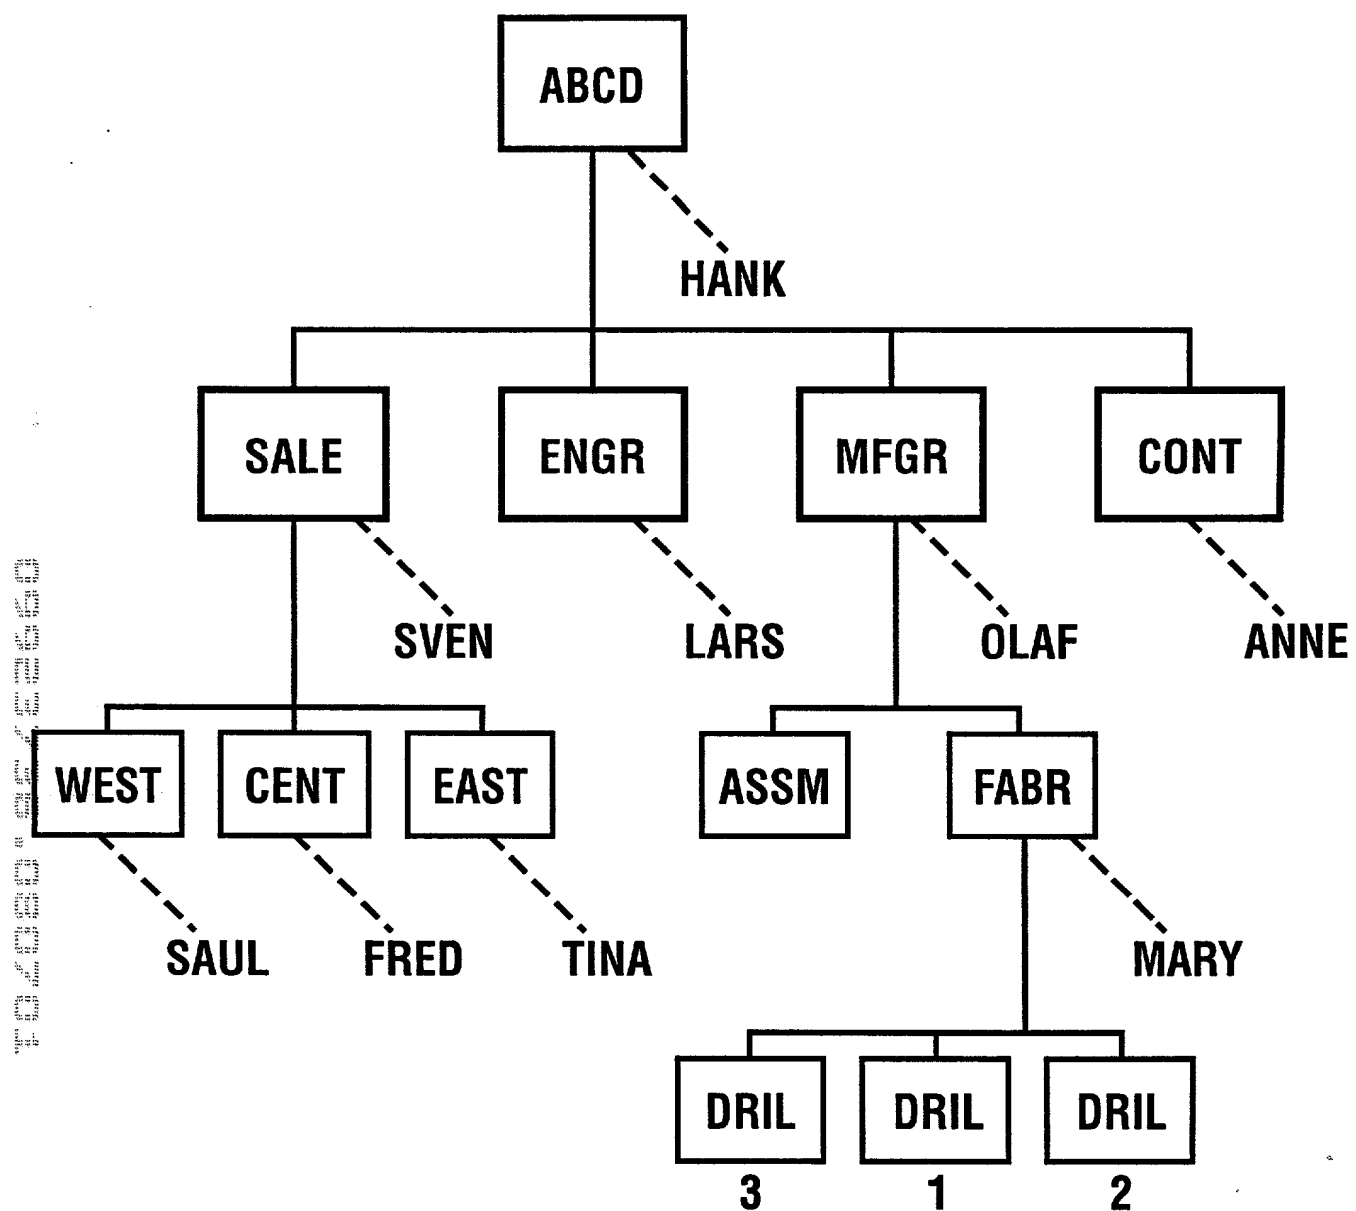 ABCD
HANK
SALE ENGR MFGR CONT
SVEN LARS OLAF ANNE
WEST CENT EAST ASSM FABR
SAUL FRED TINA MARY
DRIL DRIL DRIL
3 1 2